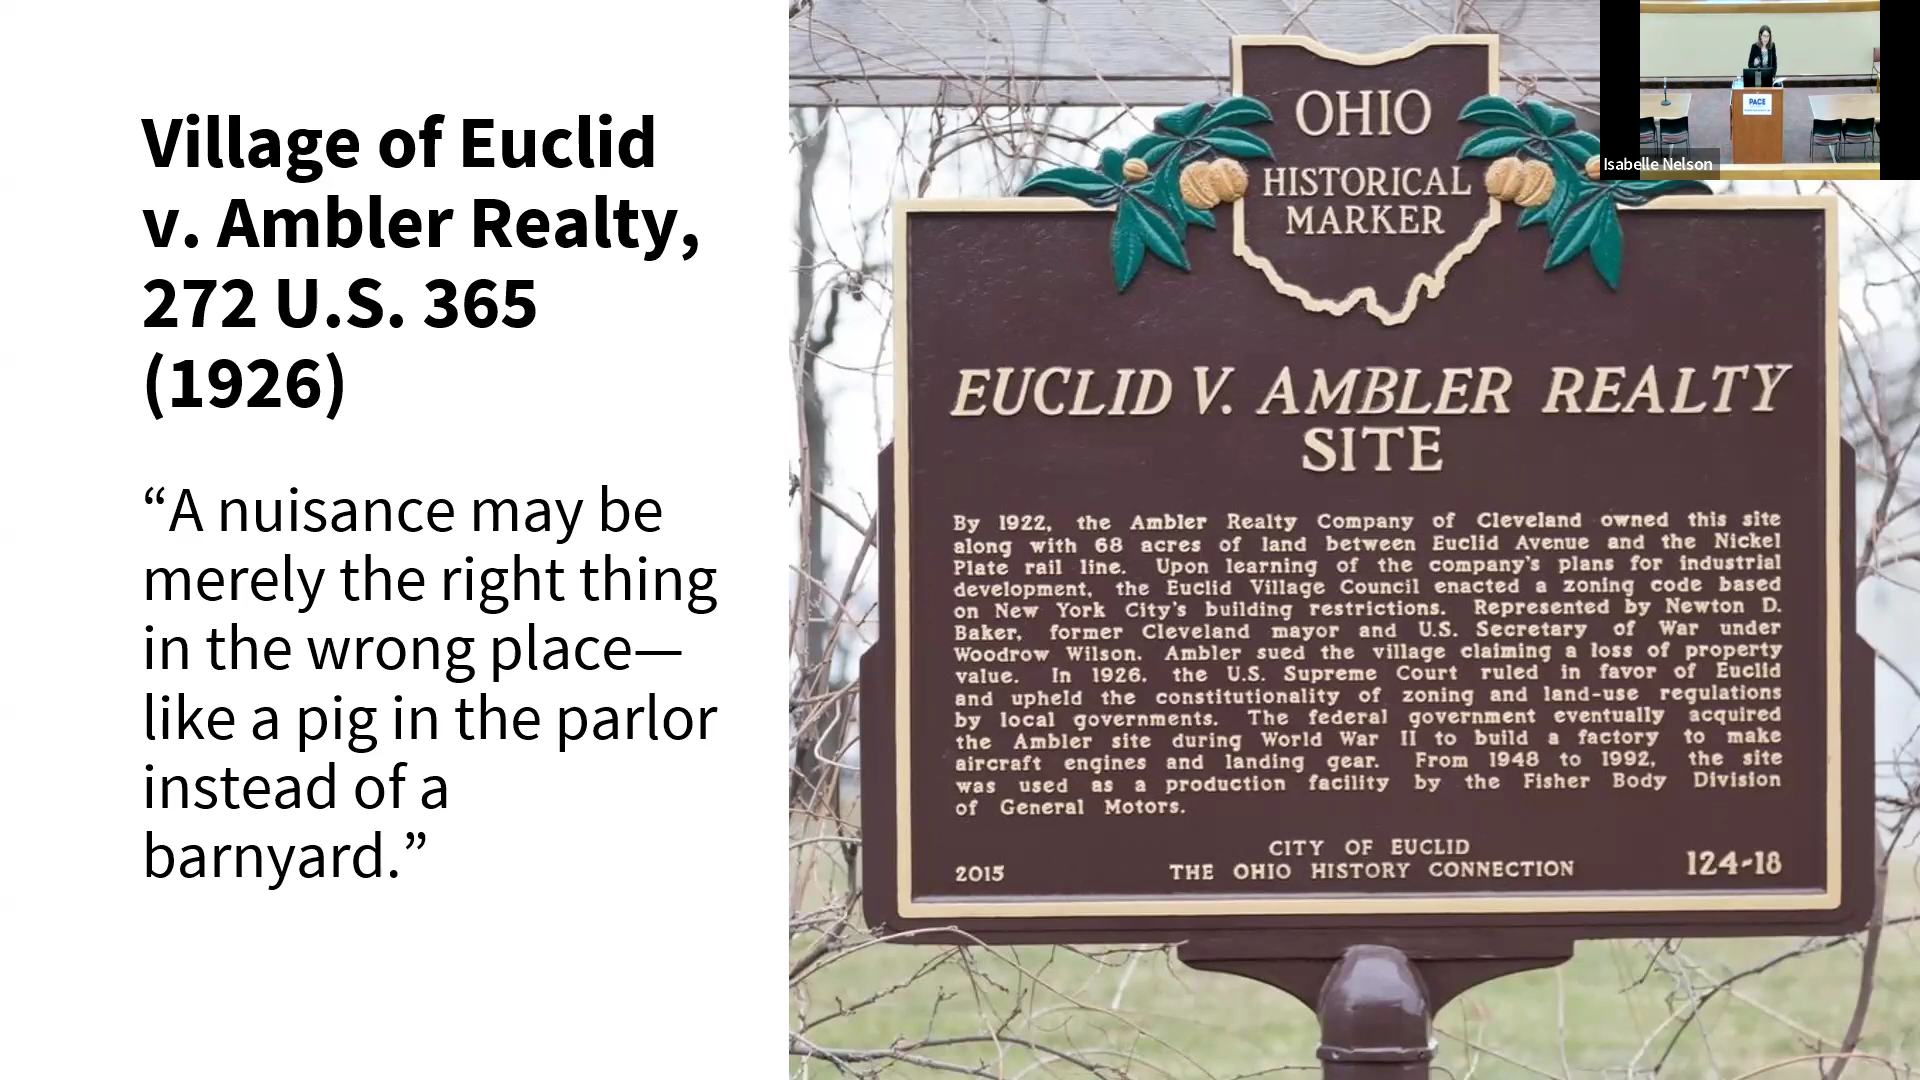 Village of Euclid
v. Ambler Realty,
272 U.S. 365
(1926)
“A nuisance may be
merely the right thing
in the wrong place—
like a pig in the parlor
instead of a
barnyard.”
OHIO
HISTORICAL
MARKER
EUCLID V. AMBLER REALTY
SITE
By 1922, the Ambler Realty Company of Cleveland owned this site
along with 68 acres of land between Euclid Avenue and the Nickel
Plate rail line. Upon learning of the company's plans for industrial
development, the Euclid Village Council enacted a zoning code based
on New York City's building restrictions. Represented by Newton D.
Baker, former Cleveland mayor and U.S. Secretary of War under
Woodrow Wilson. Ambler sued the village claiming a loss of property
value. In 1926, the U.S. Supreme Court ruled in favor of Euclid
and upheld the constitutionality of zoning and land-use regulations
by local governments. The federal government eventually acquired
the Ambler site during World War II to build a factory to make
aircraft engines and landing gear. From 1948 to 1992, the site
was used as a production facility by the Fisher Body Division
of General Motors.
CITY OF EUCLID
2015 THE OHIO HISTORY CONNECTION 124-18
PACE
Isabelle Nelson